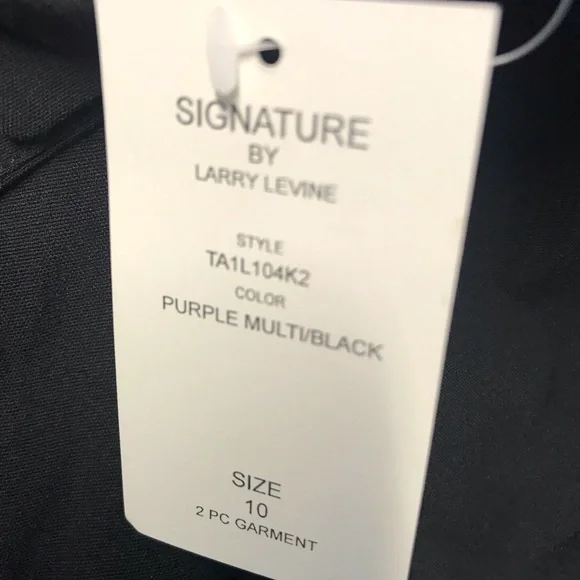 SIGNATURE
BY
LARRY LEVINE
STYLE
TA1L104K2
COLOR
PURPLE MULTI/BLACK
SIZE
10
2 PC GARMENT